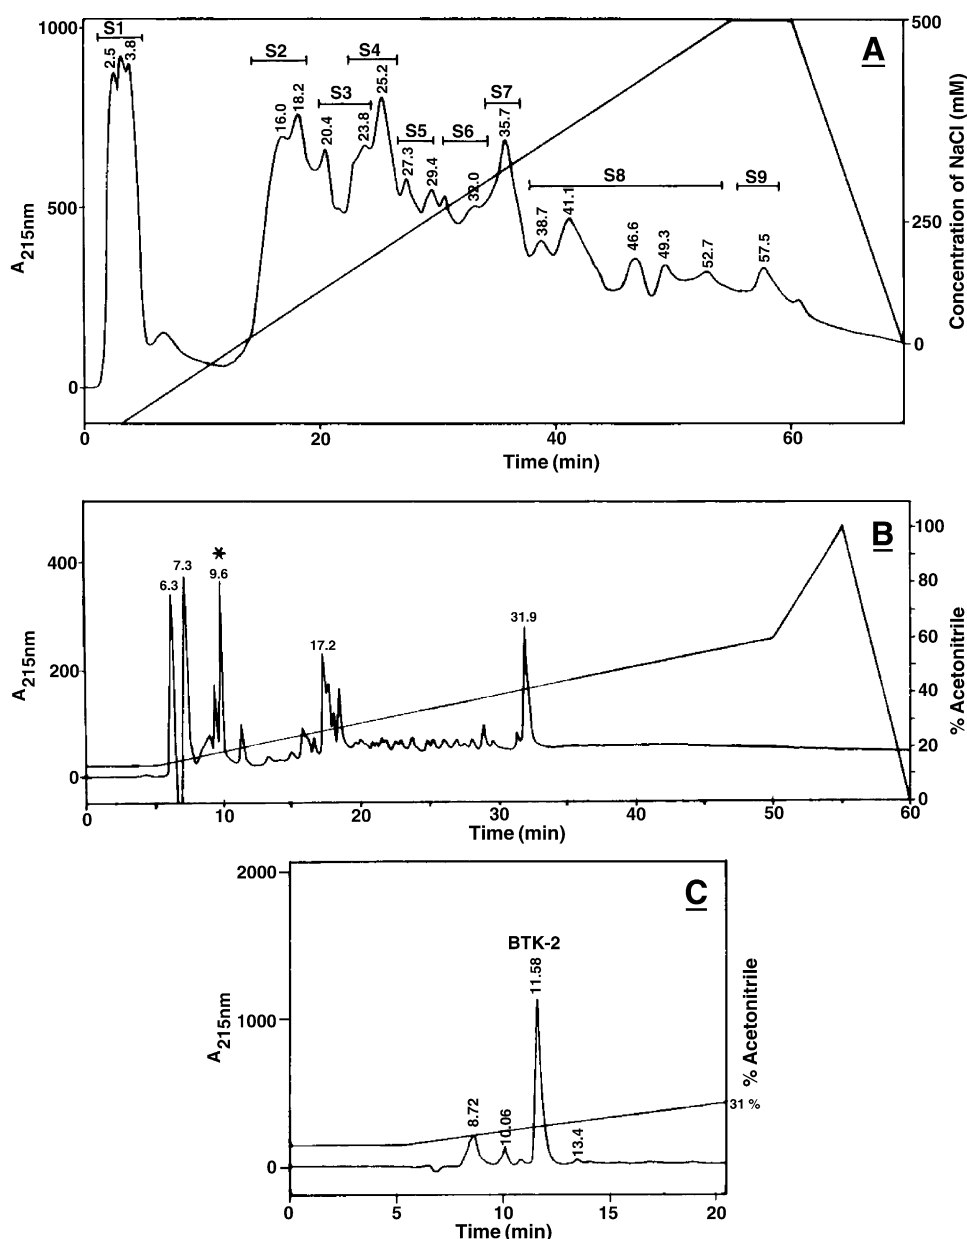 S1
S2
S3
S4
S5
S6
S7
S8
S9
A
2.5
3.8
16.0
18.2
20.4
23.8
25.2
27.3
29.4
32.0
35.7
38.7
41.1
46.6
49.3
52.7
57.5
1000
500
0
A215nm
500
250
0
Concentration of NaCl (mM)
0
20
40
60
Time (min)
B
*
6.3
7.3
9.6
17.2
31.9
400
200
0
A215nm
100
80
60
40
20
0
% Acetonitrile
0
10
20
30
40
50
60
Time (min)
C
BTK-2
8.72
10.06
11.58
13.4
2000
1000
0
A215nm
% Acetonitrile
31 %
0
5
10
15
20
Time (min)